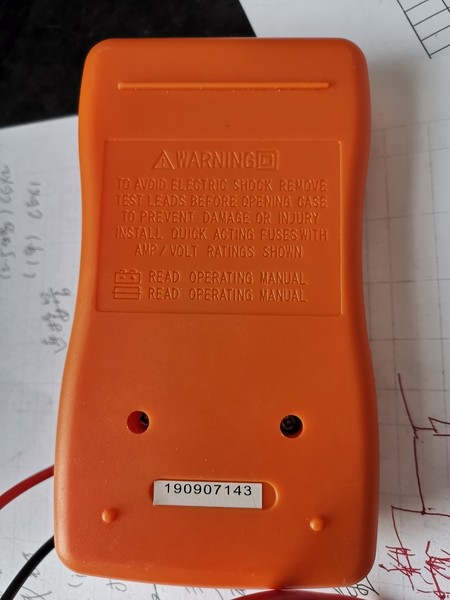 WARNING
TO AVOID ELECTRIC SHOCK REMOVE
TEST LEADS BEFORE OPENING CASE
TO PREVENT DAMAGE OR INJURY
INSTALL QUICK ACTING FUSES WITH
AMP/VOLT RATINGS SHOWN
READ OPERATING MANUAL
READ OPERATING MANUAL
190907143